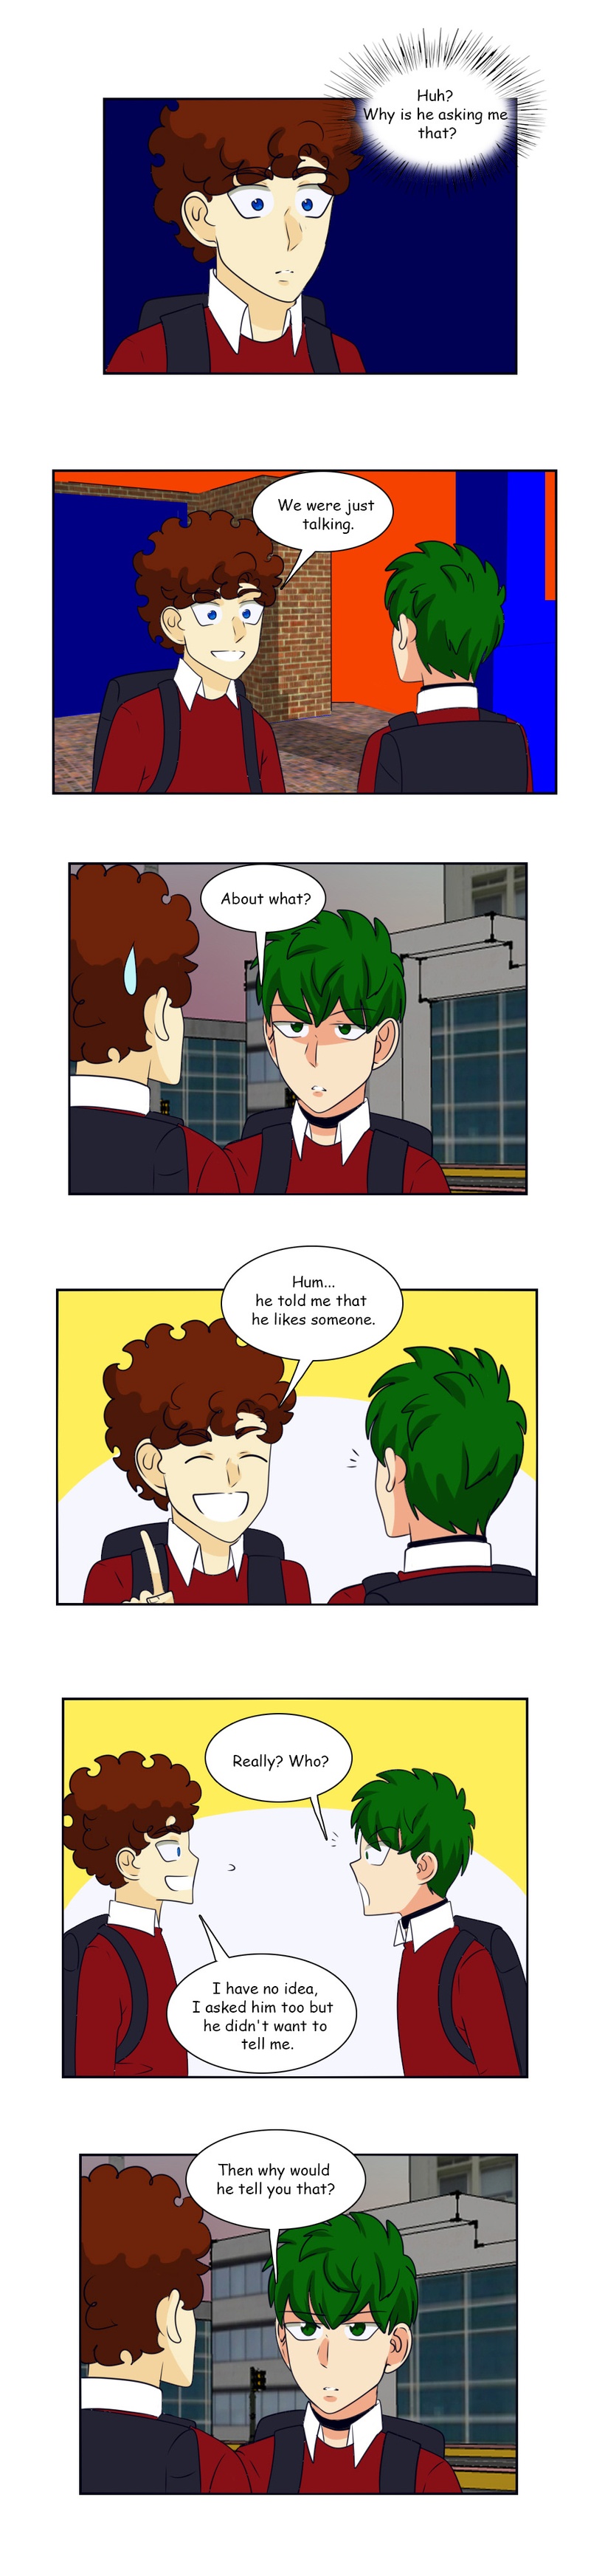 Huh?
Why is he asking me
that?
We were just
talking.
About what?
Hum...
he told me that
he likes someone.
Really? Who?
I have no idea,
I asked him too but
he didn't want to
tell me.
Then why would
he tell you that?